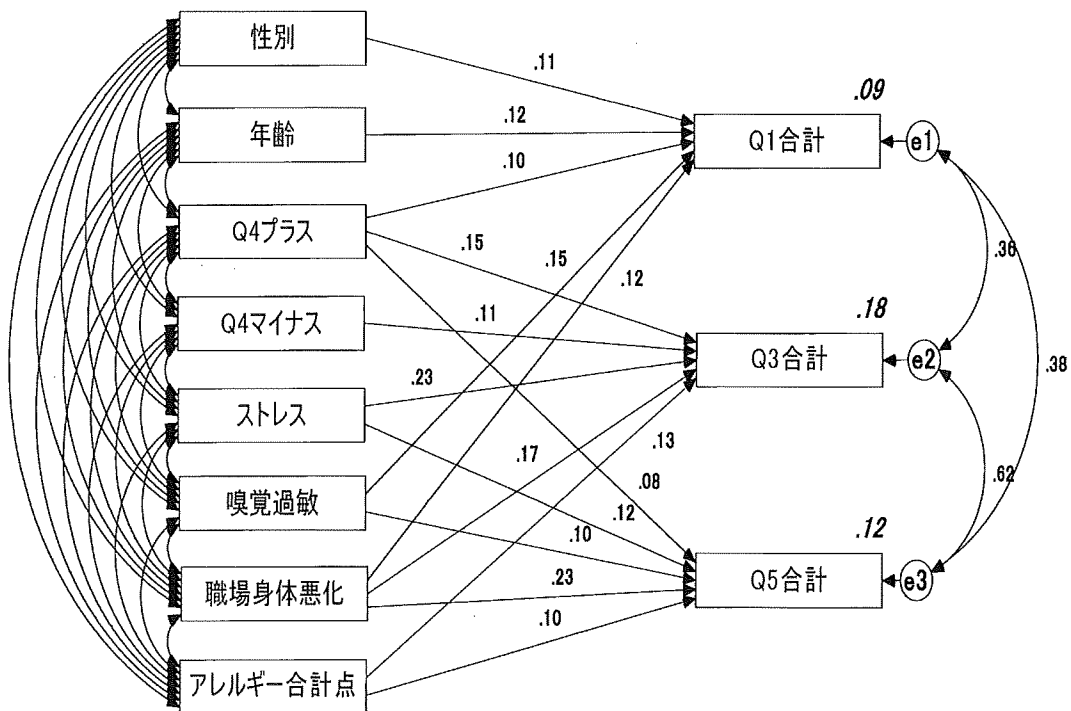 性別
年齢
Q4プラス
Q4マイナス
ストレス
嗅覚過敏
職場身体悪化
アレルギー合計点
.11
.12
.10
.15
.15
.12
.11
.23
.17
.13
.08
.12
.10
.23
.10
.09
Q1合計
e1
.36
.18
Q3合計
e2
.38
.62
.12
Q5合計
e3